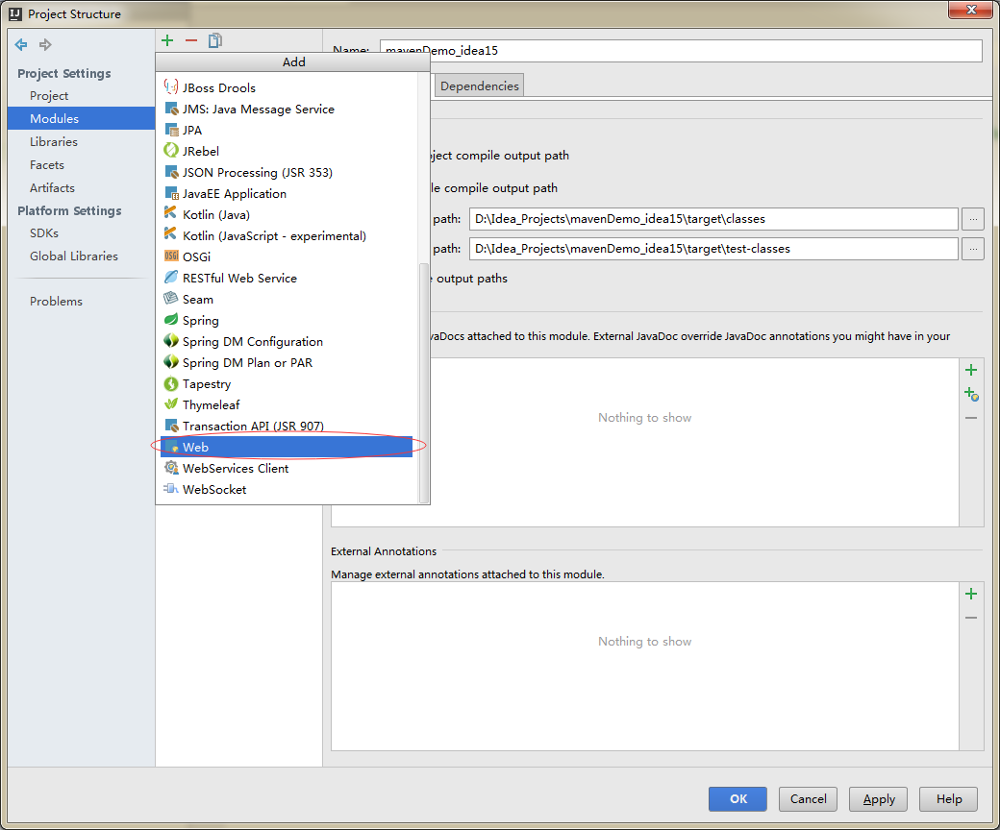 Project Structure
Name: mavenDemo_idea15
Add
Project Settings
Project
Modules
Libraries
Facets
Artifacts
Platform Settings
SDKs
Global Libraries
Problems
JBoss Drools
JMS: Java Message Service
JPA
JRebel
JSON Processing (JSR 353)
JavaEE Application
Kotlin (Java)
Kotlin (JavaScript - experimental)
OSGi
RESTful Web Service
Seam
Spring
Spring DM Configuration
Spring DM Plan or PAR
Tapestry
Thymeleaf
Transaction API (JSR 907)
Web
WebServices Client
WebSocket
Dependencies
ject compile output path
le compile output path
path: D:\Idea_Projects\mavenDemo_idea15\target\classes
path: D:\Idea_Projects\mavenDemo_idea15\target\test-classes
e output paths
vaDocs attached to this module. External JavaDoc override JavaDoc annotations you might have in your
Nothing to show
External Annotations
Manage external annotations attached to this module.
Nothing to show
OK
Cancel
Apply
Help